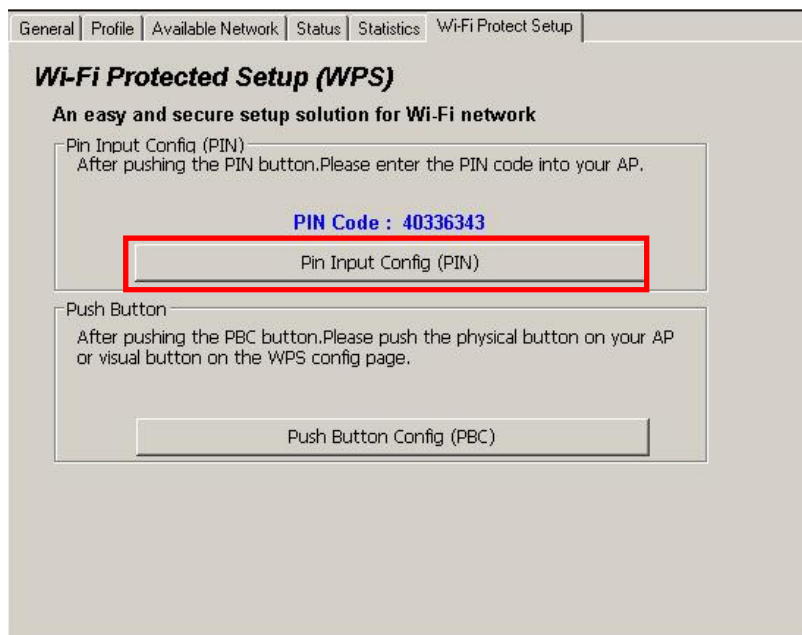 General Profile Available Network Status Statistics Wi-Fi Protect Setup
Wi-Fi Protected Setup (WPS)
An easy and secure setup solution for Wi-Fi network
Pin Input Config (PIN)
After pushing the PIN button.Please enter the PIN code into your AP.
PIN Code : 40336343
Pin Input Config (PIN)
Push Button
After pushing the PBC button.Please push the physical button on your AP
or visual button on the WPS config page.
Push Button Config (PBC)